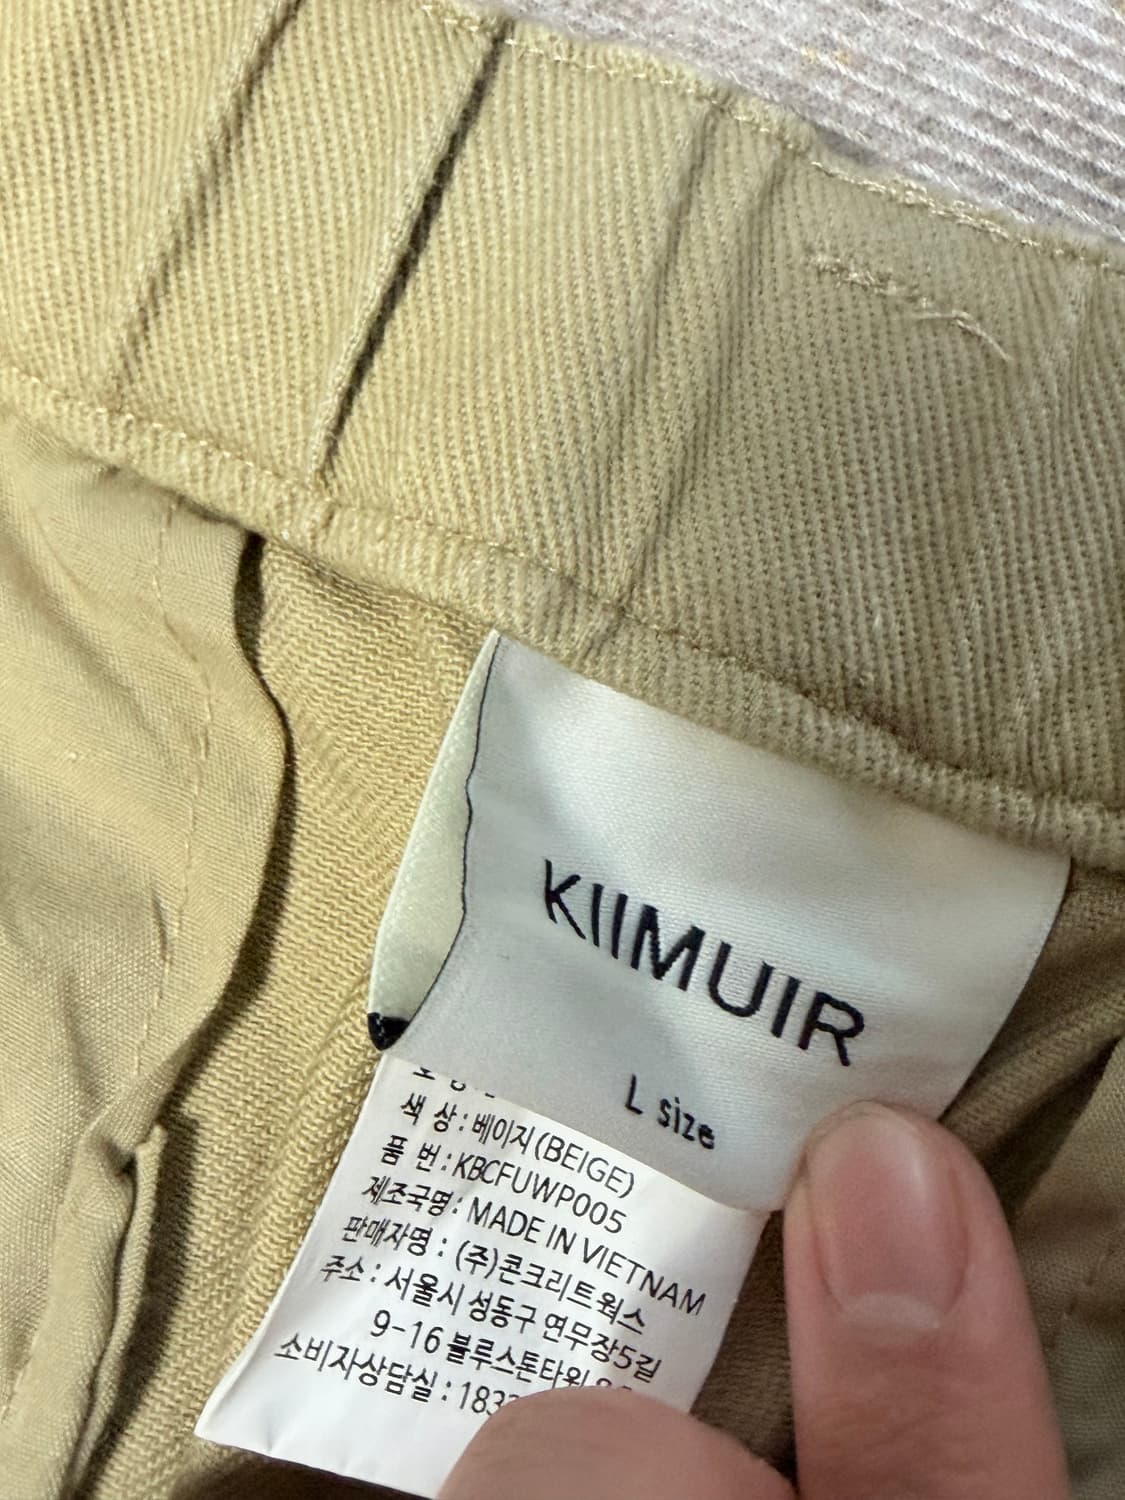 KIIMUIR
L size
색 상 : 베이지(BEIGE)
품 번 : KBCFUWP005
제조국명 : MADE IN VIETNAM
판매자명 : (주)콘크리트웍스
주소 : 서울시 성동구 연무장5길
9-16 블루스톤타워
소비자상담실 : 183